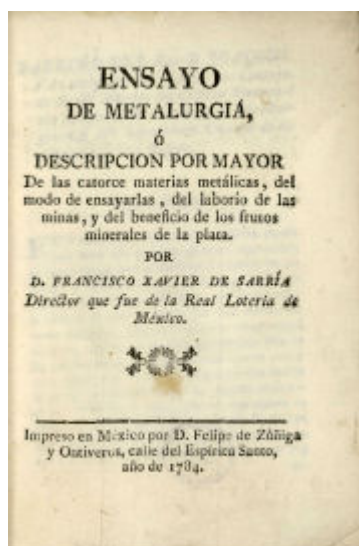 ENSAYO
DE METALURGIÁ,
ó
DESCRIPCION POR MAYOR
De las catorce materias metálicas, del
modo de ensayarlas, del laborio de las
minas, y del beneficio de los frutos
minerales de la plata.
POR
D. FRANCISCO XAVIER DE SARRÍA
Director que fue de la Real Loteria de
México.
Impreso en México por D. Felipe de Zúñiga
y Ontiveros, calle del Espíritu Santo,
año de 1784.